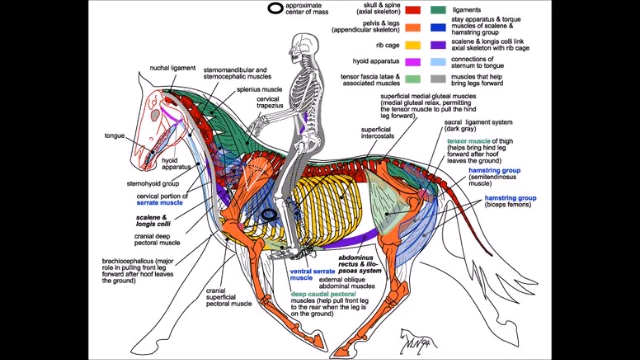 approximate
center of mass
skull & spine
(axial skeleton)
pelvis & legs
(appendicular skeleton)
rib cage
hyoid apparatus
tensor fascia latae &
associated muscles
ligaments
stay apparatus & torque
muscles of scalene &
hamstring group
scalene & longis colli link
axial skeleton with rib cage
connections of
sternum to tongue
muscles that help
bring legs forward
nuchal ligament
sternomandibular and
sternocephalic muscles
splenius muscle
cervical
trapezius
superficial medial gluteal muscles
(medial gluteal relax, permitting
the tensor muscle to pull the hind
leg forward)
superficial
intercostals
sacral ligament system
(dark gray)
tensor muscle of thigh
(helps bring hind leg
forward after hoof
leaves the ground)
hamstring group
(semitendinosus
muscle)
hamstring group
(biceps femoris)
tongue
hyoid
apparatus
sternohyoid group
cervical portion of
serrate muscle
scalene &
longis colli
cranial deep
pectoral muscle
brachiocephalicus (major
role in pulling front leg
forward after hoof leaves
the ground)
cranial
superficial
pectoral muscle
ventral serrate
muscle
abdominus
rectus & ilio-
psoas system
external oblique
abdominal muscles
deep caudal pectoral
muscles (help pull front leg
to the rear when the leg is
on the ground)